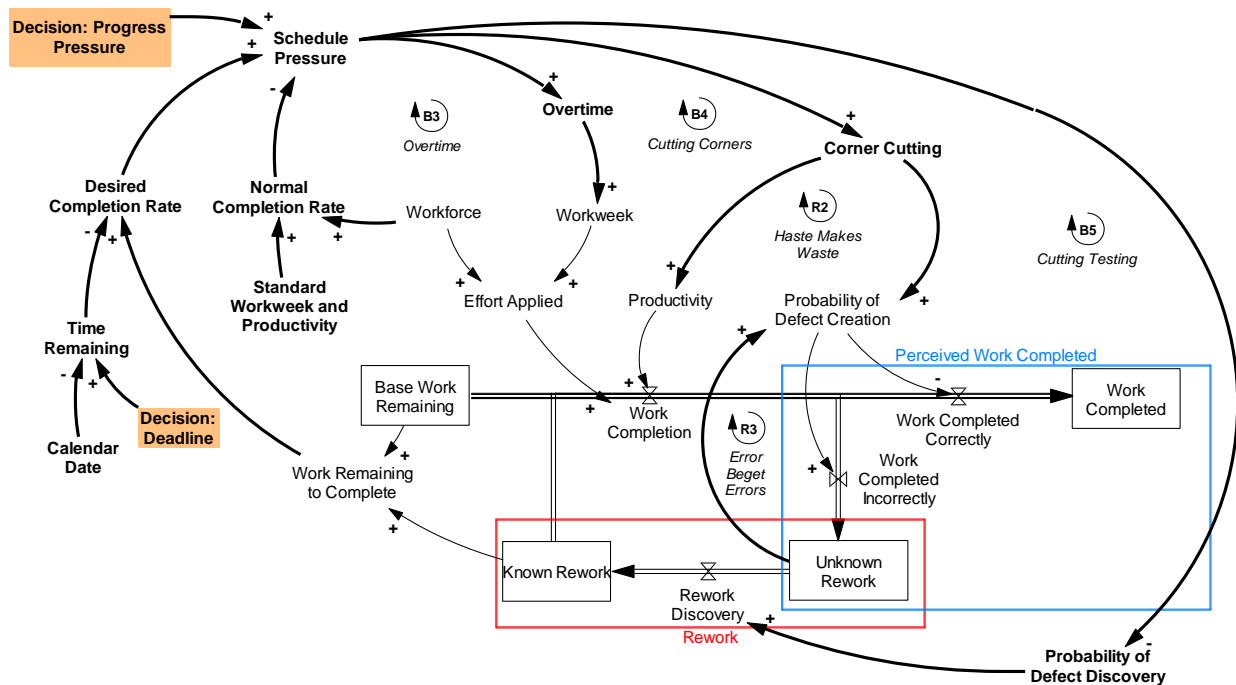 Decision: Progress
Pressure
+
+
Schedule
Pressure
-
B3
Overtime
+
Overtime
B4
Cutting Corners
+
Corner Cutting
Desired
Completion Rate
-
+
Normal
Completion Rate
+
+
Workforce
+
Workweek
R2
Haste Makes
Waste
B5
Cutting Testing
Standard
Workweek and
Productivity
+
+
Effort Applied
+
Productivity
Probability of
Defect Creation
+
+
Time
Remaining
-
+
Perceived Work Completed
Base Work
Remaining
+
+
Work
Completion
-
Work Completed
Correctly
Work
Completed
Decision:
Deadline
Calendar
Date
R3
Error
Beget
Errors
+
Work
Completed
Incorrectly
+
Work Remaining
to Complete
+
Known Rework
Unknown
Rework
Rework
Discovery
+
Rework
-
Probability of
Defect Discovery